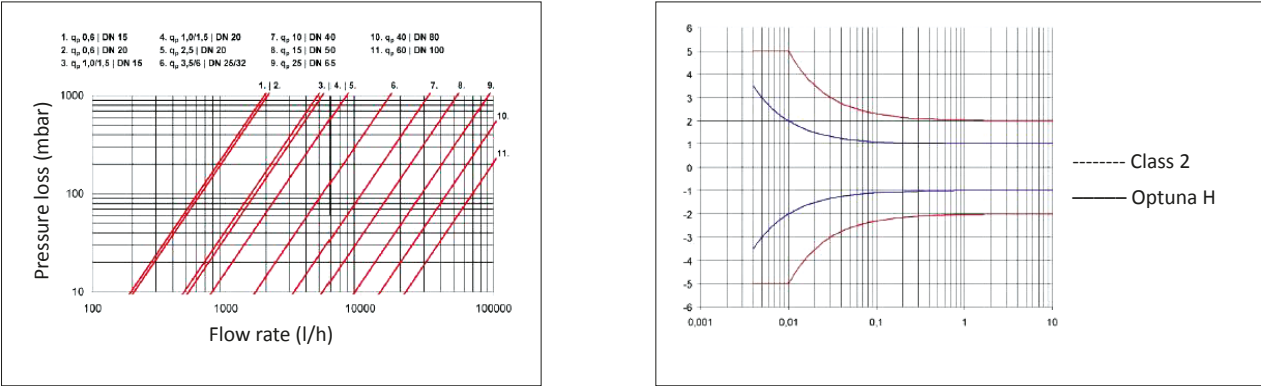 1. qp 0,6 | DN 15 4. qp 1,0/1,5 | DN 20 7. qp 10 | DN 40 10. qp 40 | DN 80
2. qp 0,6 | DN 20 5. qp 2,5 | DN 20 8. qp 15 | DN 50 11. qp 60 | DN 100
3. qp 1,0/1,5 | DN 15 6. qp 3,5/6 | DN 25/32 9. qp 25 | DN 65
1. | 2. 3. | 4. | 5. 6. 7. 8. 9.
10.
11.
1000
100
10
Pressure loss (mbar)
100 1000 10000 100000
Flow rate (l/h)
6
5
4
3
2
1
0
-1
-2
-3
-4
-5
-6
0,001 0,01 0,1 1 10
Class 2
Optuna H